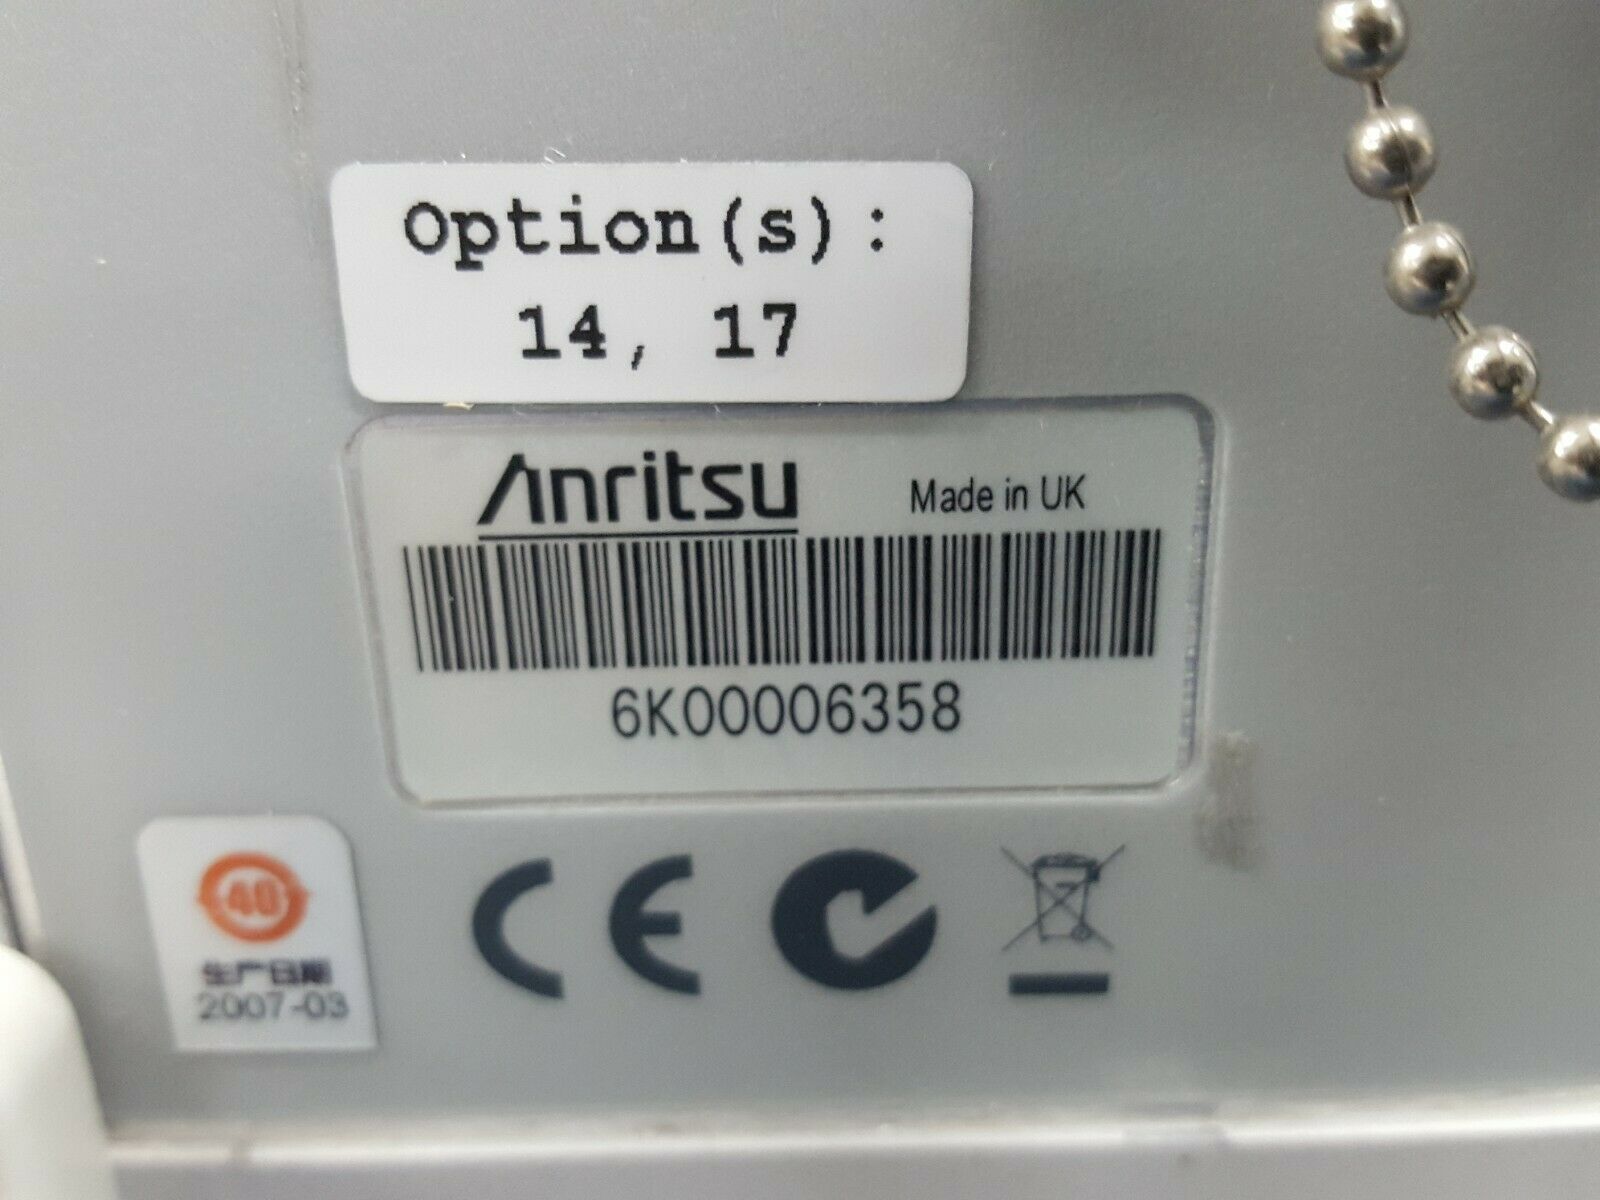 Option(s):
14, 17
Anritsu
Made in UK
6K00006358
40
生产日期
2007-03
CE